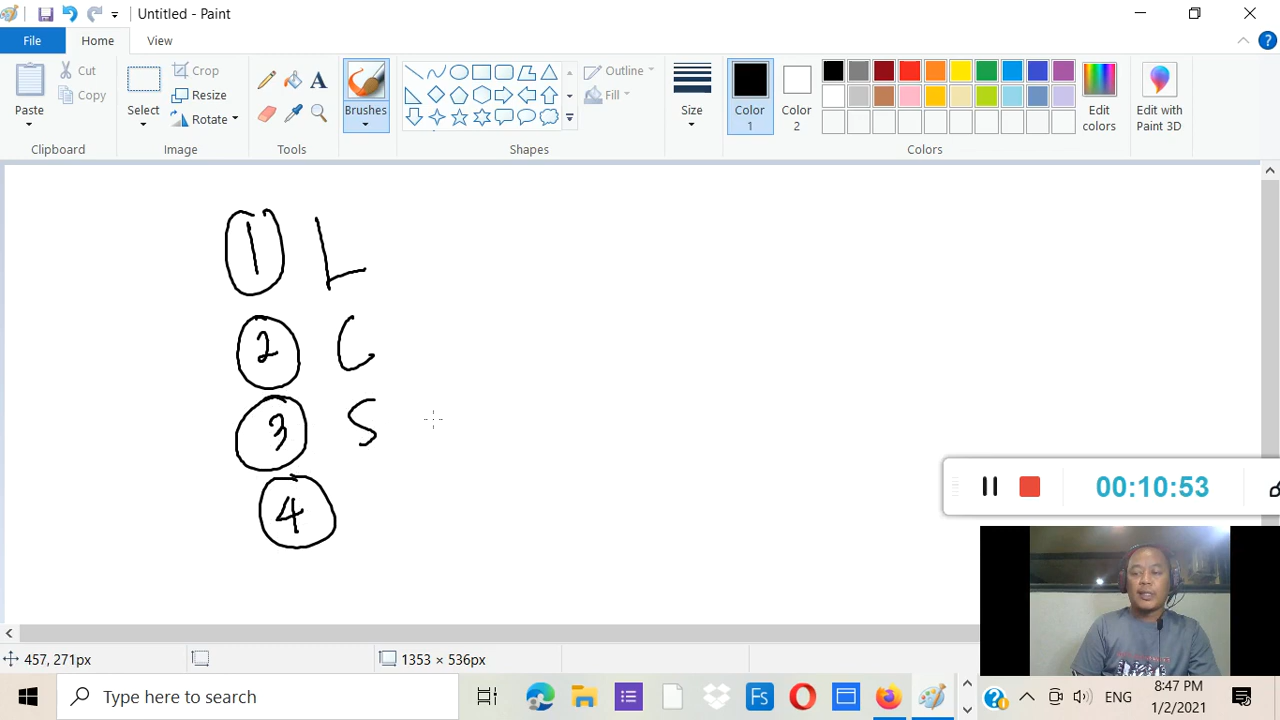 Untitled - Paint
File Home View
Paste
Cut
Copy
Clipboard
Select
Crop
Resize
Rotate
Image
A
Tools
Brushes
Outline
Fill
Shapes
Size
Color 1
Color 2
Edit colors
Colors
Edit with Paint 3D
1 L
2 C
3 S
4
00:10:53
457, 271px
1353 × 536px
Type here to search
Fs
ENG
8:47 PM
1/2/2021
5